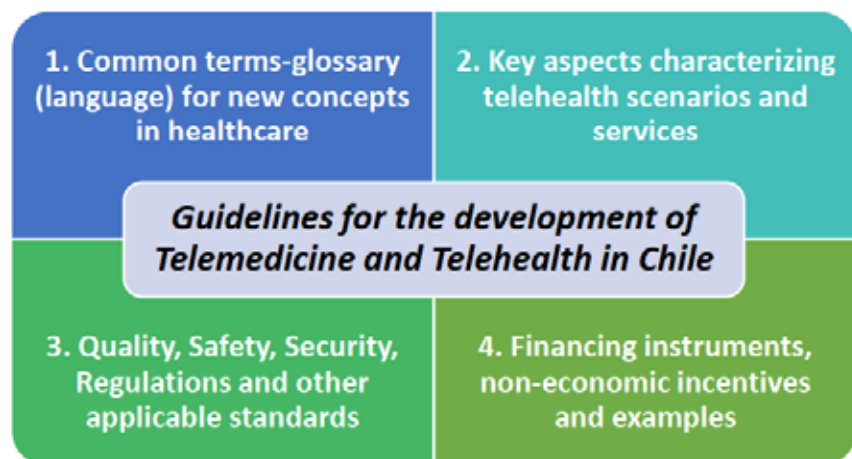 1. Common terms-glossary
(language) for new concepts
in healthcare
2. Key aspects characterizing
telehealth scenarios and
services
Guidelines for the development of
Telemedicine and Telehealth in Chile
3. Quality, Safety, Security,
Regulations and other
applicable standards
4. Financing instruments,
non-economic incentives
and examples